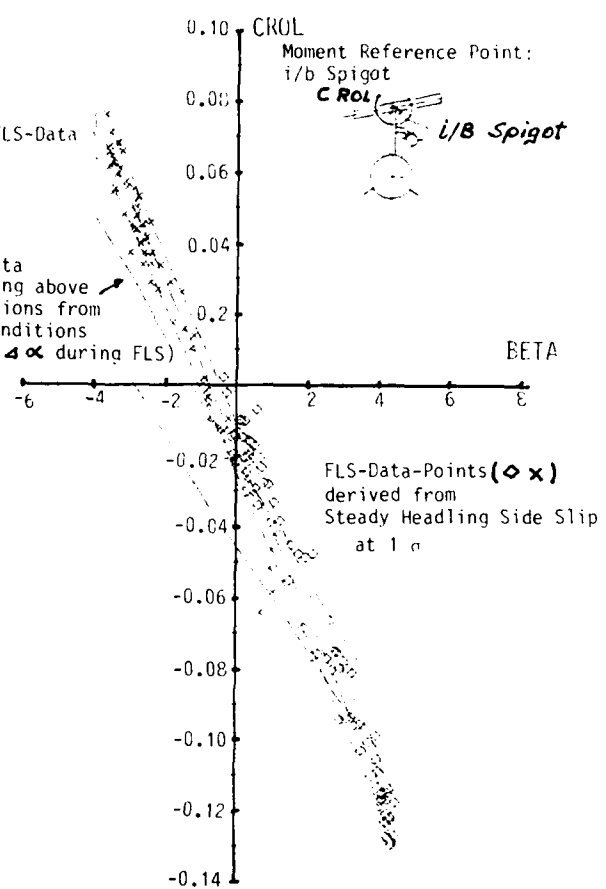 0.10 CROL
Moment Reference Point:
i/b Spigot
0.08
C ROL
i/B Spigot
LS-Data
0.06
0.04
ta
ng above
ions from
nditions
⊿ ∝ during FLS)
0.2
BETA
-6 -4 -2 2 4 6 8
-0.02
FLS-Data-Points(◇ x)
derived from
Steady Headling Side Slip
at 1
-0.04
-0.06
-0.08
-0.10
-0.12
-0.14